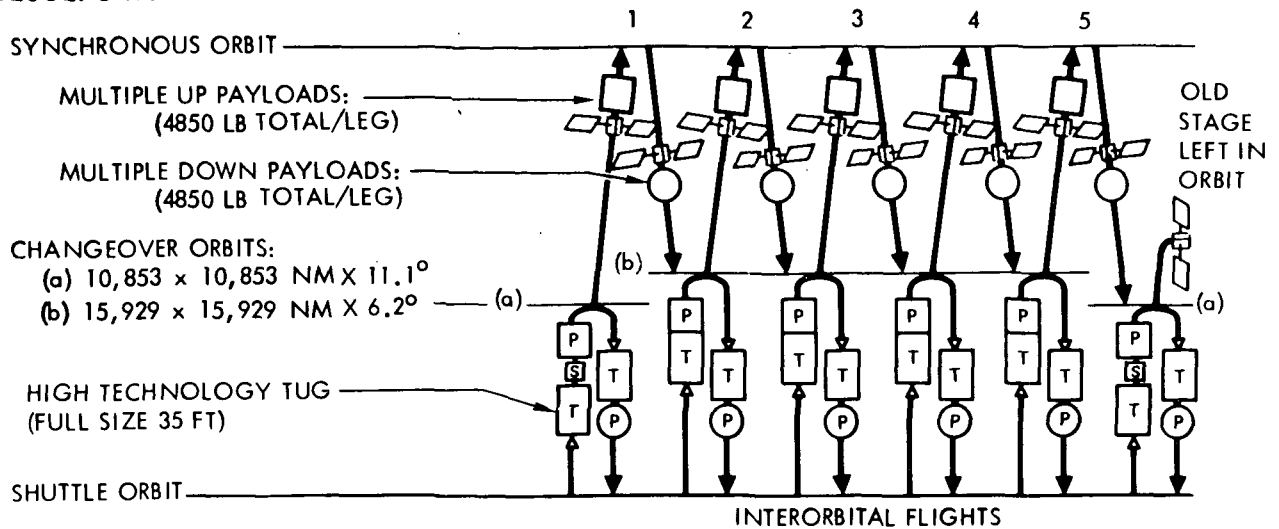 1 2 3 4 5
SYNCHRONOUS ORBIT
MULTIPLE UP PAYLOADS:
(4850 LB TOTAL/LEG)
OLD
STAGE
LEFT IN
ORBIT
MULTIPLE DOWN PAYLOADS:
(4850 LB TOTAL/LEG)
CHANGEOVER ORBITS:
(a) 10,853 x 10,853 NM X 11.1°
(b) 15,929 x 15,929 NM X 6.2°
(b)
(a)
(a)
P P P P P P
S T T T T T T T T T T S T
T P P P P P T P
HIGH TECHNOLOGY TUG
(FULL SIZE 35 FT)
SHUTTLE ORBIT
INTERORBITAL FLIGHTS